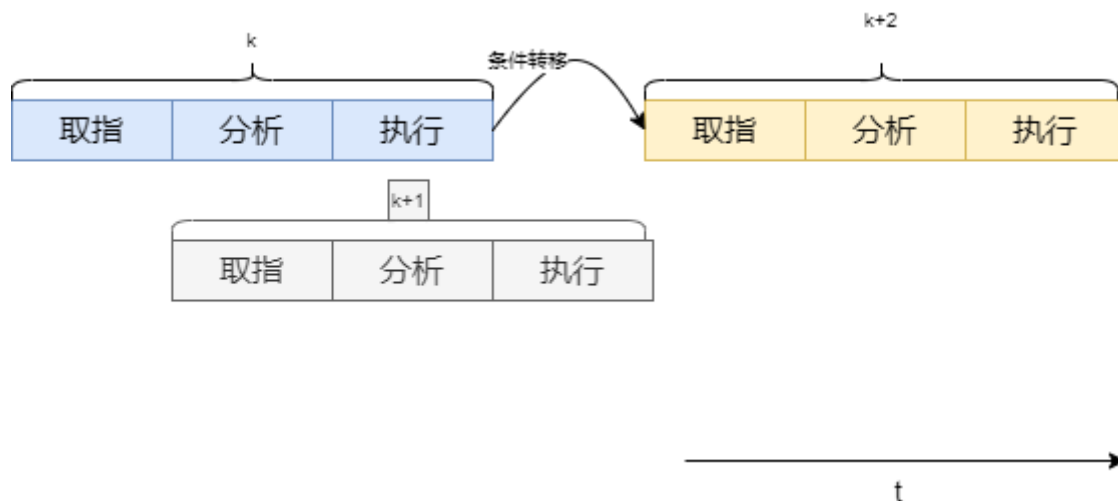 k
k+2
条件转移
取指 分析 执行
取指 分析 执行
k+1
取指 分析 执行
t